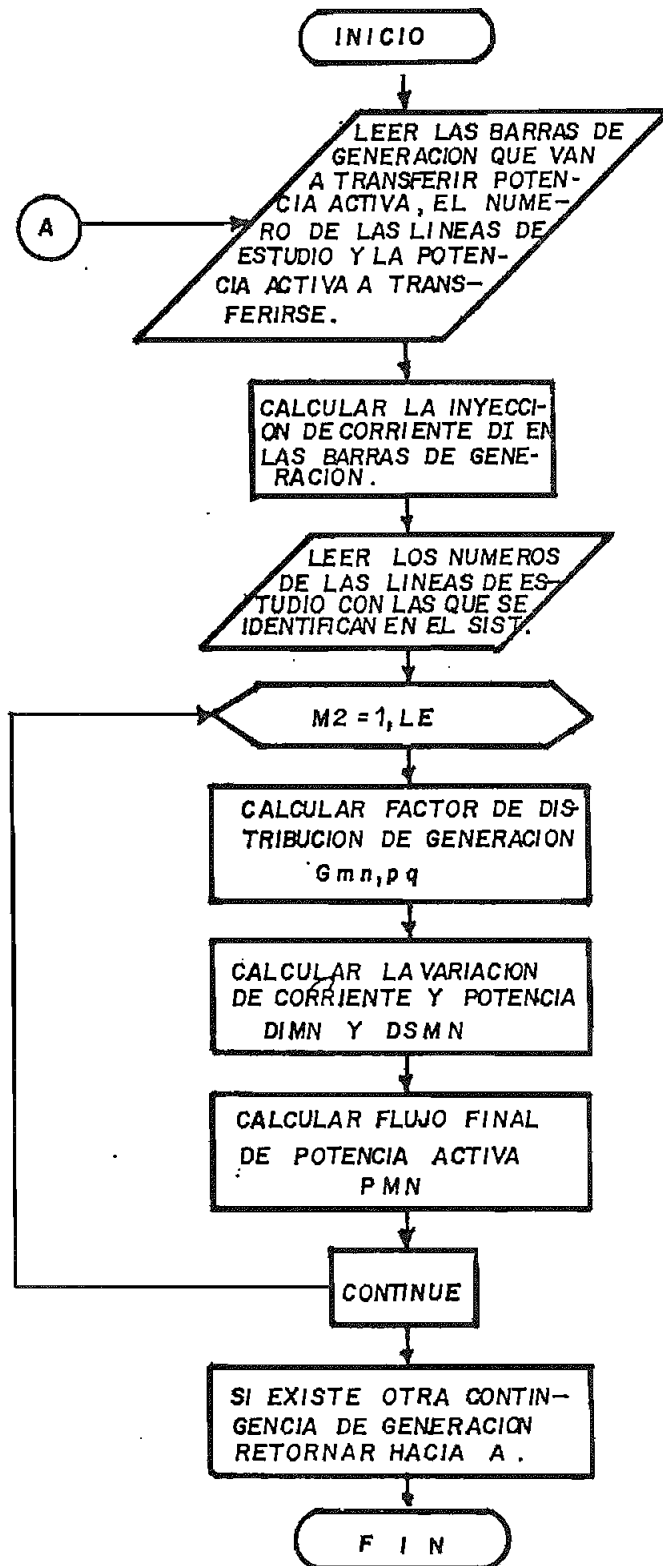 INICIO
LEER LAS BARRAS DE
GENERACION QUE VAN
A TRANSFERIR POTEN-
CIA ACTIVA, EL NUME-
RO DE LAS LINEAS DE
ESTUDIO Y LA POTEN-
CIA ACTIVA A TRANS-
FERIRSE.
A
CALCULAR LA INYECCI-
ON DE CORRIENTE DI EN
LAS BARRAS DE GENE-
RACION.
LEER LOS NUMEROS
DE LAS LINEAS DE ES-
TUDIO CON LAS QUE SE
IDENTIFICAN EN EL SIST.
M2 = 1, LE
CALCULAR FACTOR DE DIS-
TRIBUCION DE GENERACION
Gmn,pq
CALCULAR LA VARIACION
DE CORRIENTE Y POTENCIA
DIMN Y DSMN
CALCULAR FLUJO FINAL
DE POTENCIA ACTIVA
PMN
CONTINUE
SI EXISTE OTRA CONTIN-
GENCIA DE GENERACION
RETORNAR HACIA A.
FIN